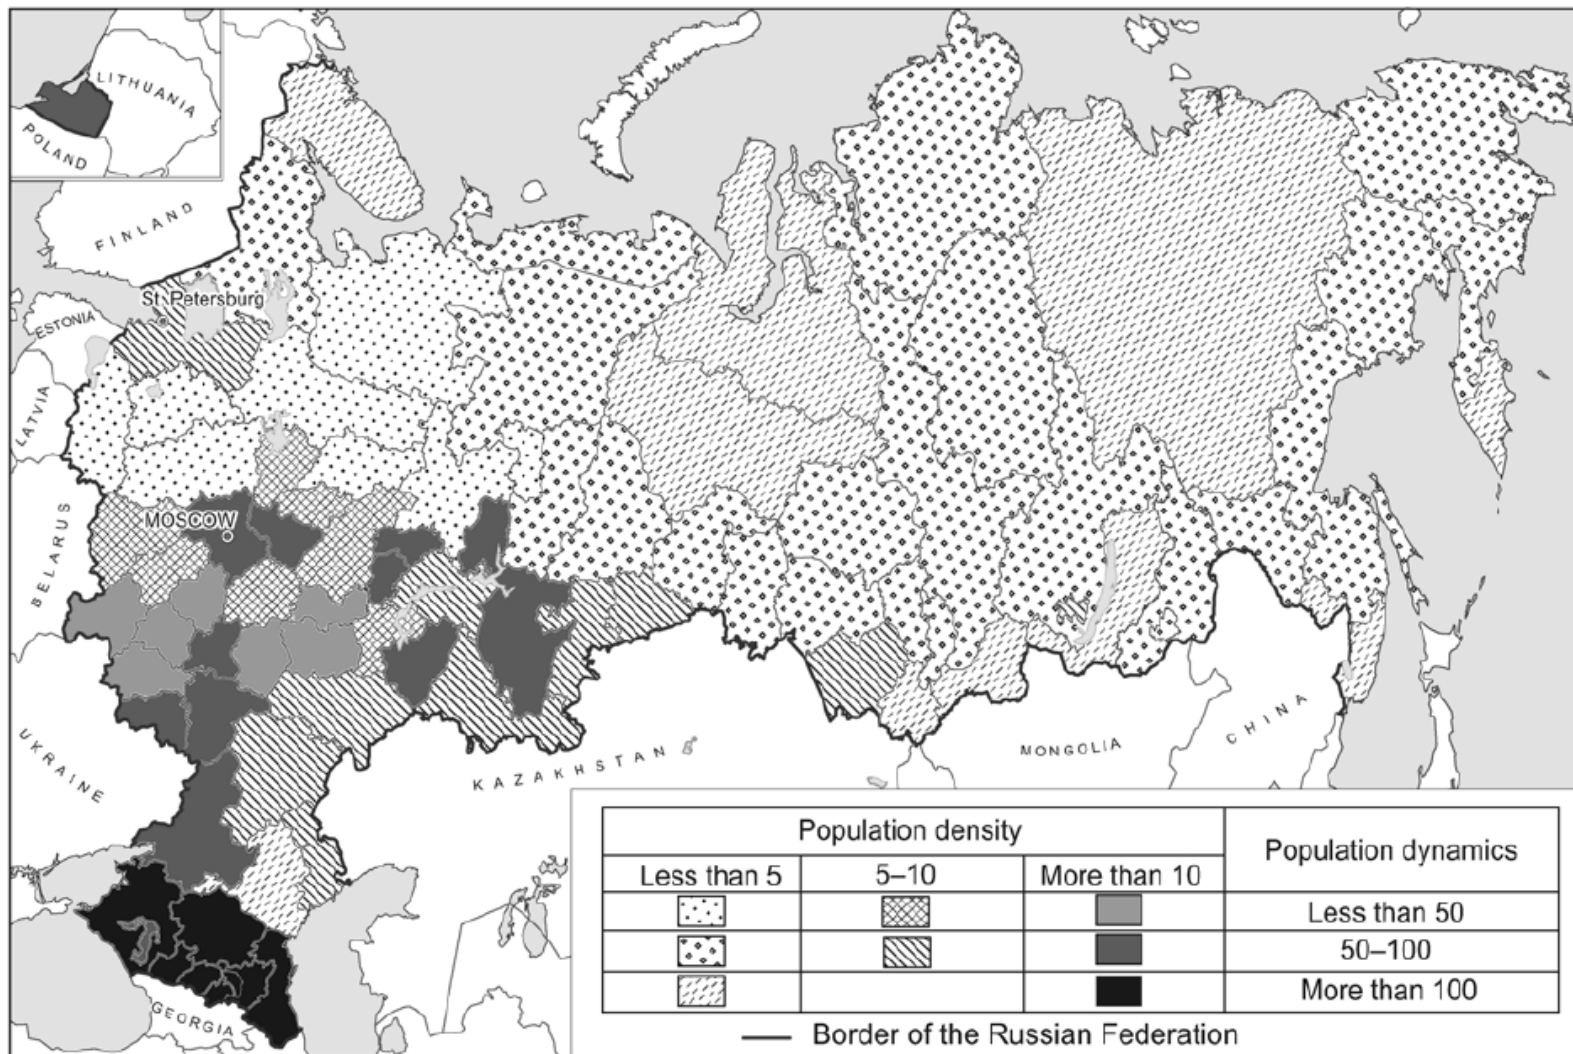 LITHUANIA
POLAND
FINLAND
St. Petersburg
ESTONIA
LATVIA
MOSCOW
BELARUS
UKRAINE
KAZAKHSTAN
MONGOLIA
CHINA
GEORGIA
Population density
Population dynamics
Less than 5
5–10
More than 10
Less than 50
50–100
More than 100
Border of the Russian Federation